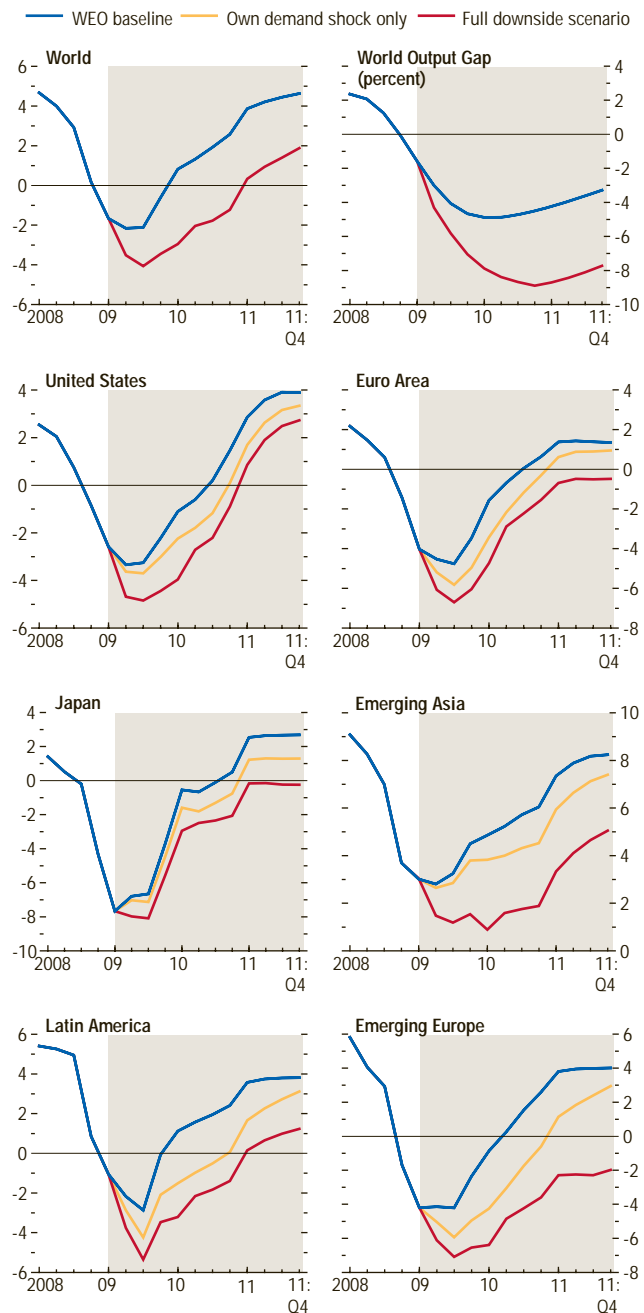 WEO baseline Own demand shock only Full downside scenario
World
6
4
2
0
-2
-4
-6
2008 09 10 11 11:
Q4
World Output Gap
(percent)
4
2
0
-2
-4
-6
-8
-10
2008 09 10 11 11:
Q4
United States
4
2
0
-2
-4
-6
2008 09 10 11 11:
Q4
Euro Area
4
2
0
-2
-4
-6
-8
2008 09 10 11 11:
Q4
Japan
4
2
0
-2
-4
-6
-8
-10
2008 09 10 11 11:
Q4
Emerging Asia
10
8
6
4
2
0
2008 09 10 11 11:
Q4
Latin America
6
4
2
0
-2
-4
-6
2008 09 10 11 11:
Q4
Emerging Europe
6
4
2
0
-2
-4
-6
-8
2008 09 10 11 11:
Q4